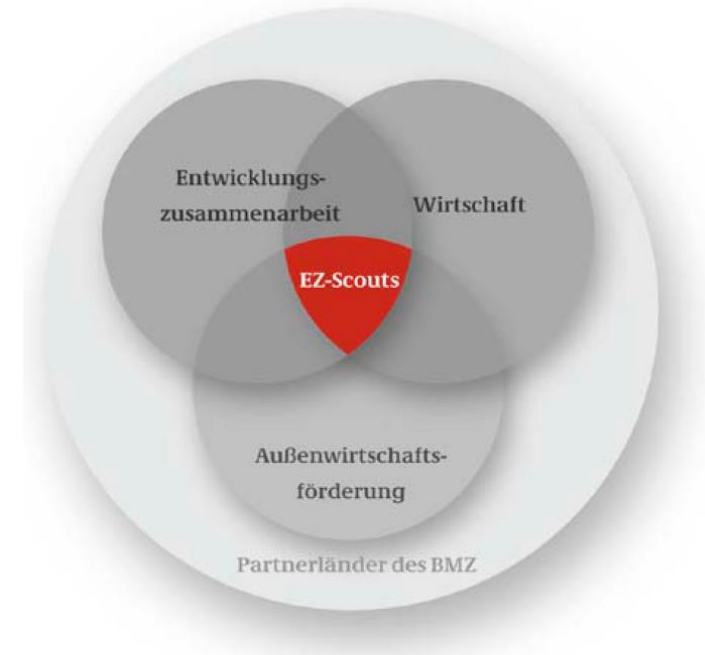 Entwicklungs-
zusammenarbeit
Wirtschaft
EZ-Scouts
Außenwirtschafts-
förderung
Partnerländer des BMZ